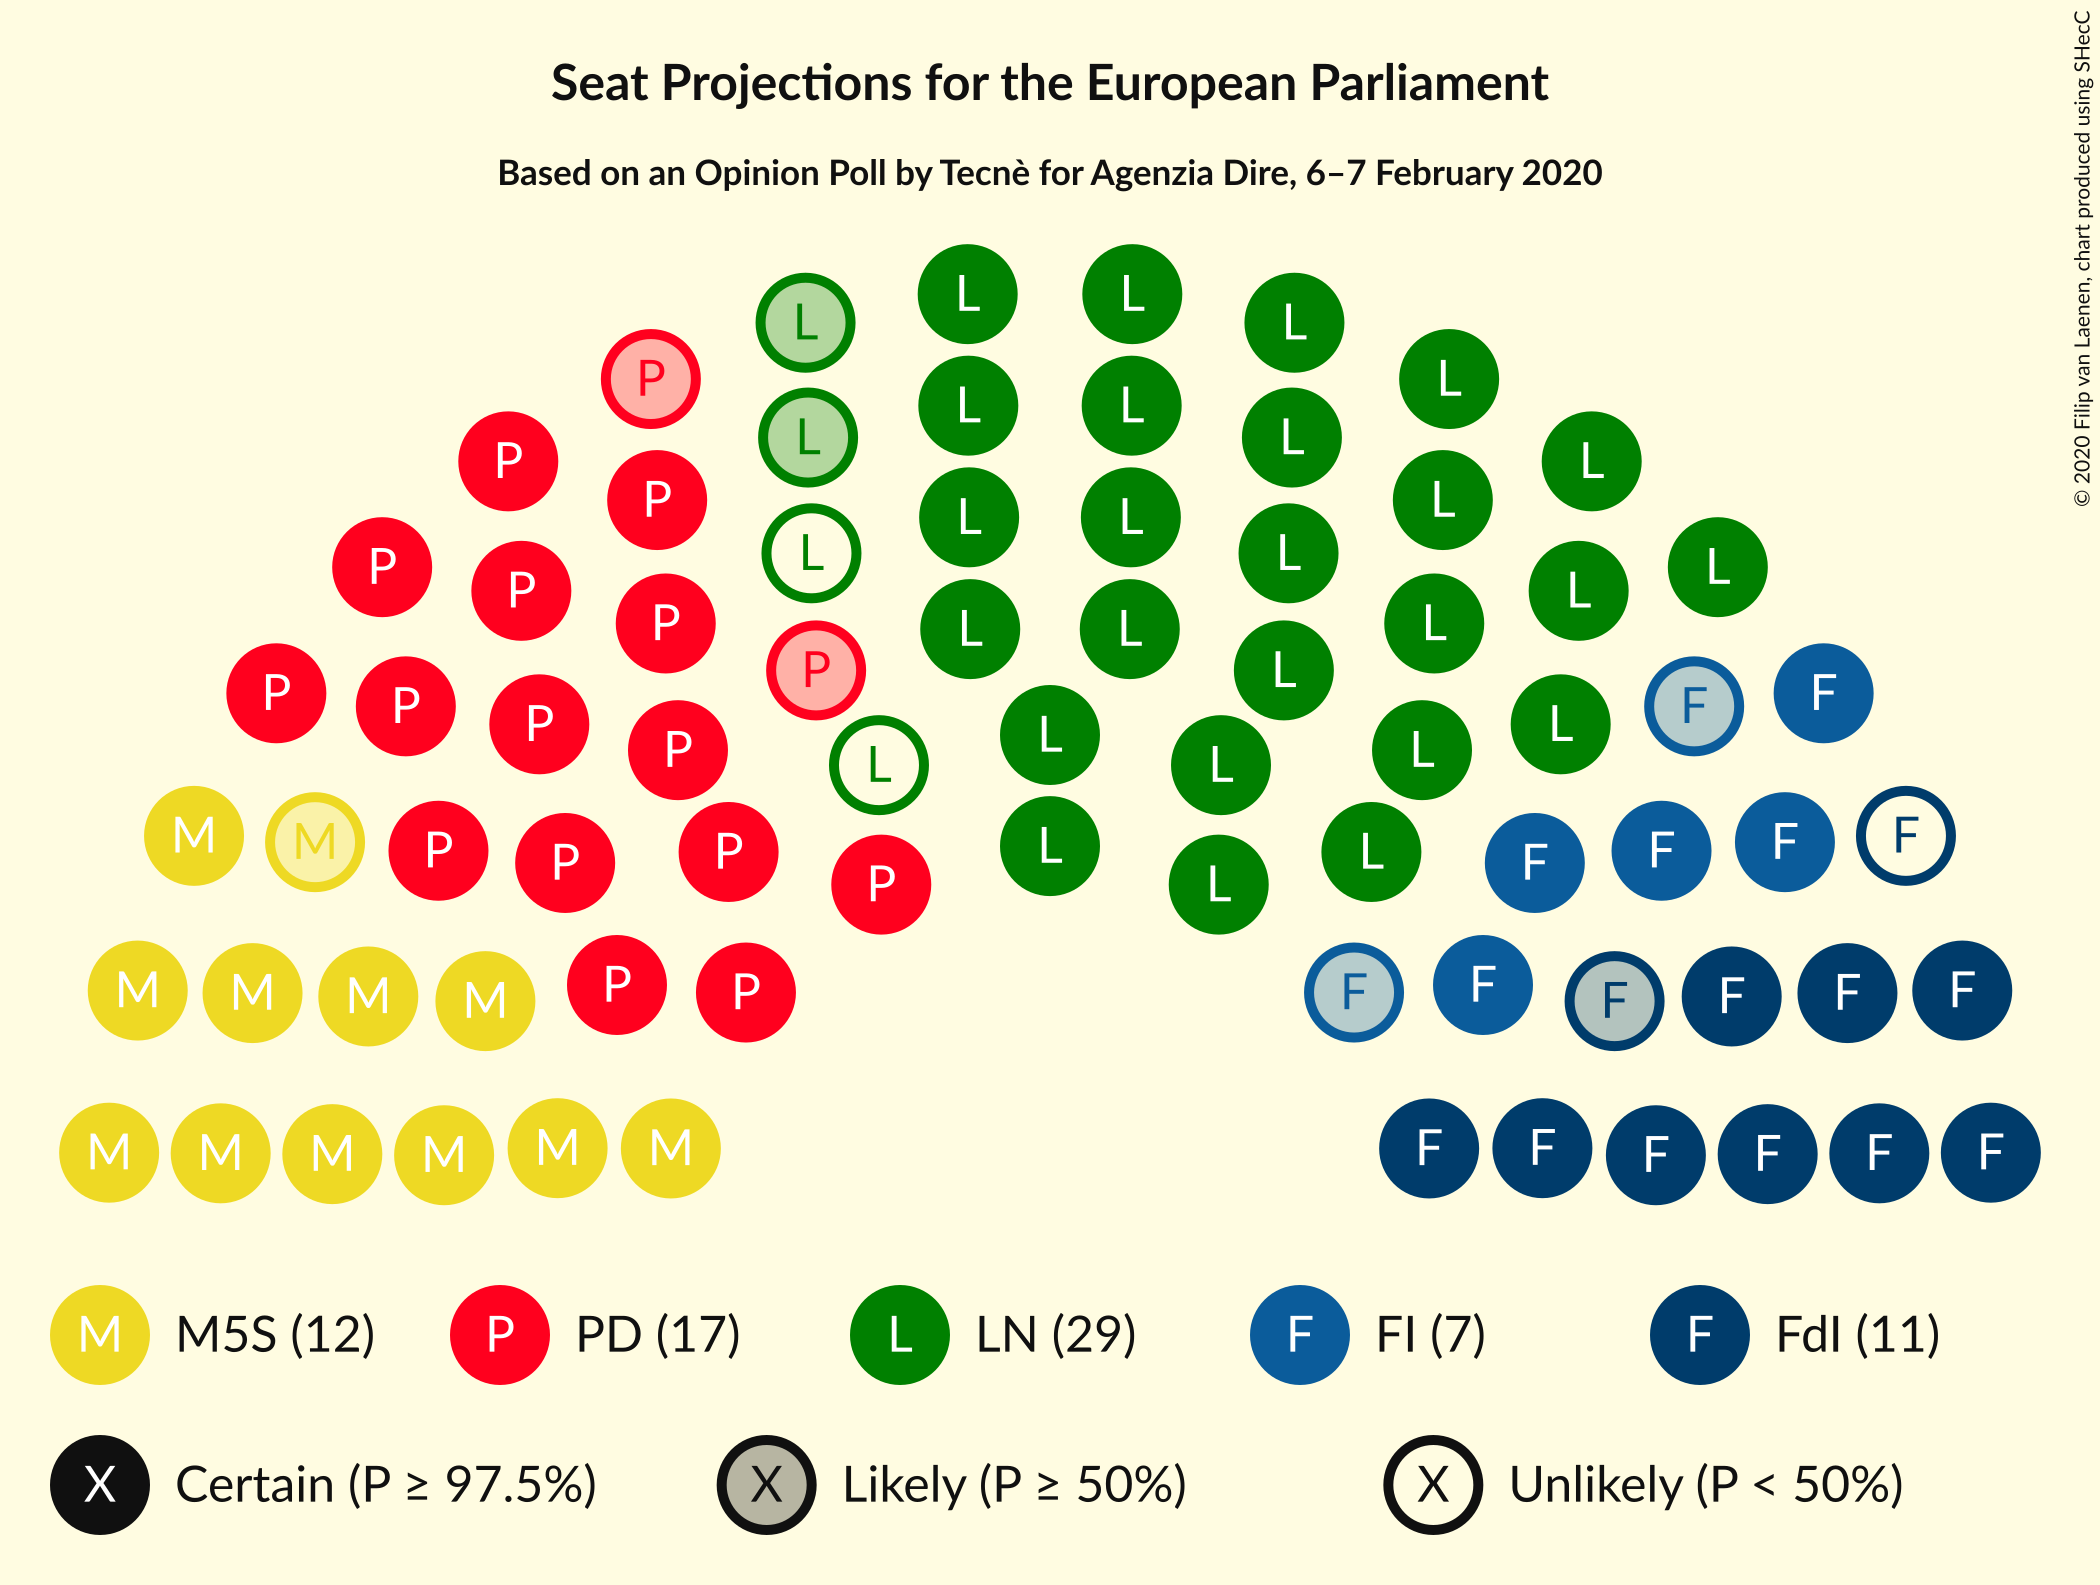 Seat Projections for the European Parliament
Based on an Opinion Poll by Tecnè for Agenzia Dire, 6–7 February 2020
© 2020 Filip van Laenen, chart produced using SHecC
L L
L L
P P L
L L
L L
P L L L
P P L L
L L
P L L L
P P L L
P L L P L L
P P F F
P L
P L L
L L
M M P P P L L F F F F
P L L
M M M M P P F F F F F F
M M M M M M F F F F F F
M M5S (12) P PD (17) L LN (29) F FI (7) F FdI (11)
X Certain (P ≥ 97.5%) X Likely (P ≥ 50%) X Unlikely (P < 50%)